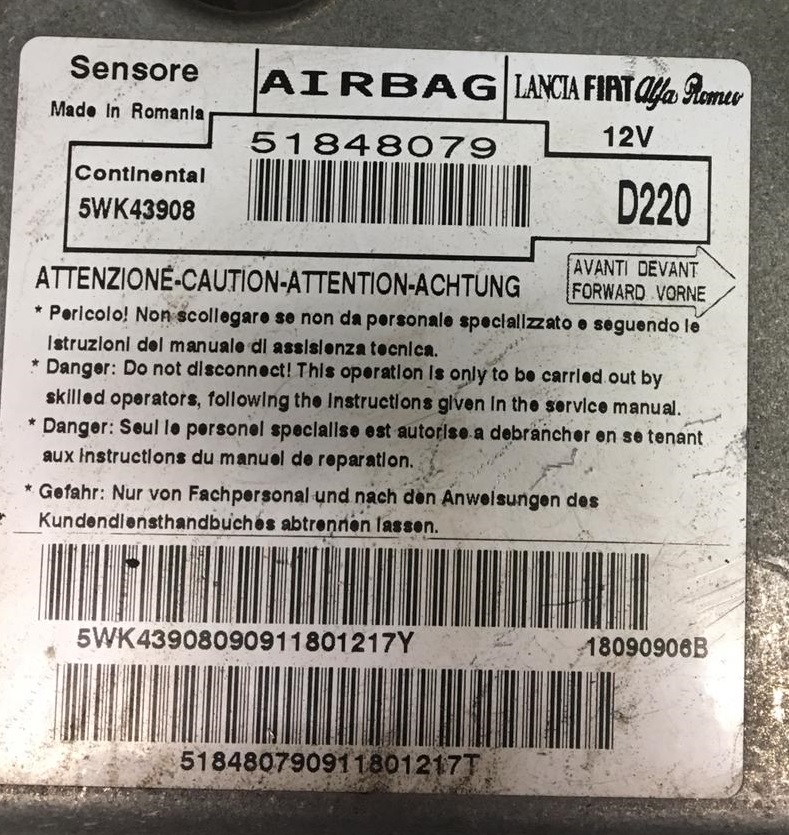 Sensore
AIRBAG
LANCIA FIAT Alfa Romeo
Made in Romania
51848079
12V
Continental
5WK43908
D220
AVANTI DEVANT
FORWARD VORNE
ATTENZIONE-CAUTION-ATTENTION-ACHTUNG
* Pericolo! Non scollegare se non da personale specializzato e seguendo le
istruzioni del manuale di assistenza tecnica.
* Danger: Do not disconnect! This operation is only to be carried out by
skilled operators, following the instructions given in the service manual.
* Danger: Seul le personel specialise est autorise a debrancher en se tenant
aux instructions du manuel de reparation.
* Gefahr: Nur von Fachpersonal und nach den Anweisungen des
Kundendiensthandbuches abtrennen lassen.
5WK43908090911801217Y
18090906B
518480790911801217T